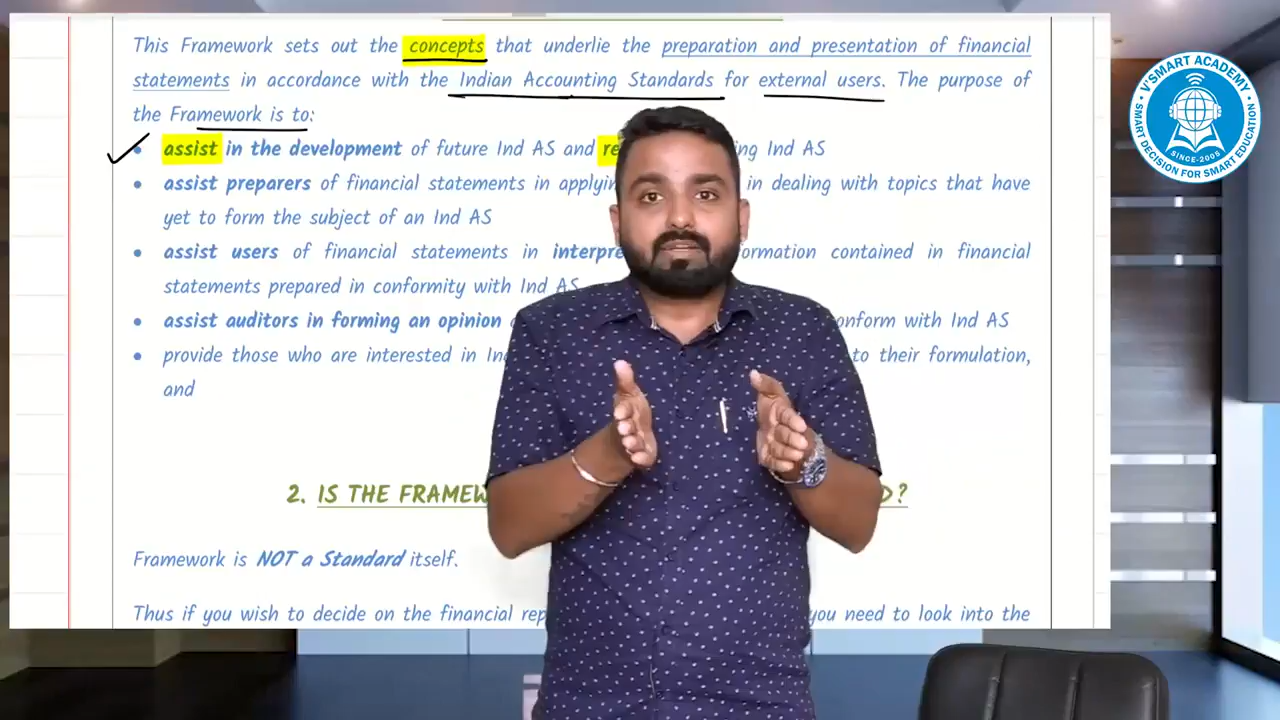 This Framework sets out the concepts that underlie the preparation and presentation of financial
statements in accordance with the Indian Accounting Standards for external users. The purpose of
the Framework is to:
• assist in the development of future Ind AS and Ind AS
• assist preparers of financial statements in in dealing with topics that have
yet to form the subject of an Ind AS
• assist users of financial statements in contained in financial
statements prepared in conformity with Ind AS
• assist auditors in forming an opinion with Ind AS
• provide those who are interested in to their formulation,
and
2. IS THE
Framework is NOT a Standard itself.
Thus if you wish to decide on the financial you need to look into the
V'SMART ACADEMY
SMART DECISION FOR SMART EDUCATION
SINCE-2005